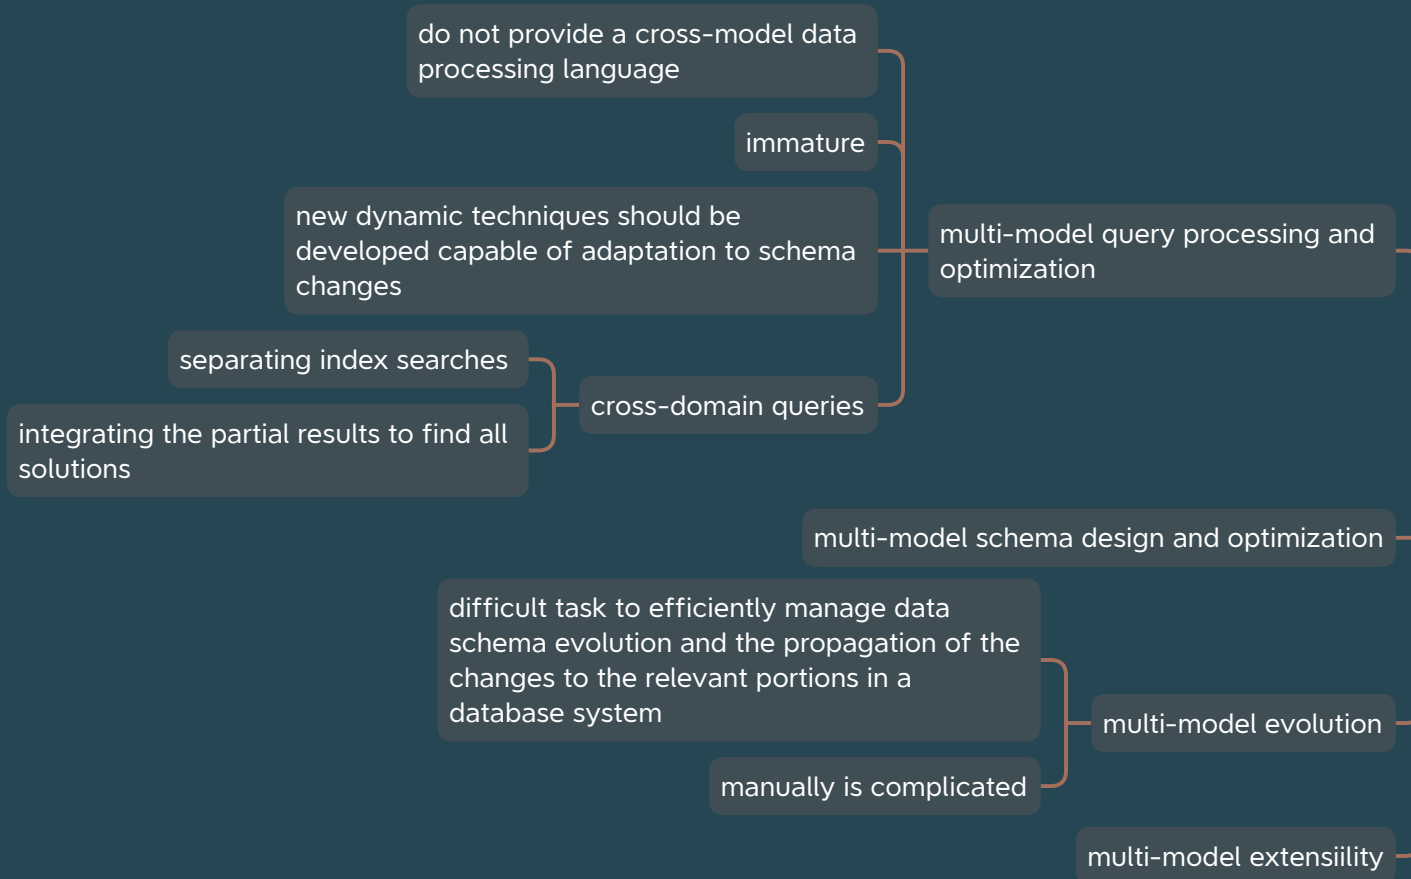 do not provide a cross-model data
processing language
immature
new dynamic techniques should be
developed capable of adaptation to schema
changes
multi-model query processing and
optimization
separating index searches
cross-domain queries
integrating the partial results to find all
solutions
multi-model schema design and optimization
difficult task to efficiently manage data
schema evolution and the propagation of the
changes to the relevant portions in a
database system
multi-model evolution
manually is complicated
multi-model extensiility